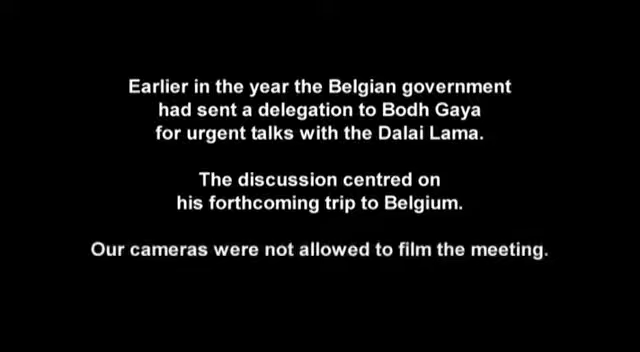 Earlier in the year the Belgian government
had sent a delegation to Bodh Gaya
for urgent talks with the Dalai Lama.
The discussion centred on
his forthcoming trip to Belgium.
Our cameras were not allowed to film the meeting.